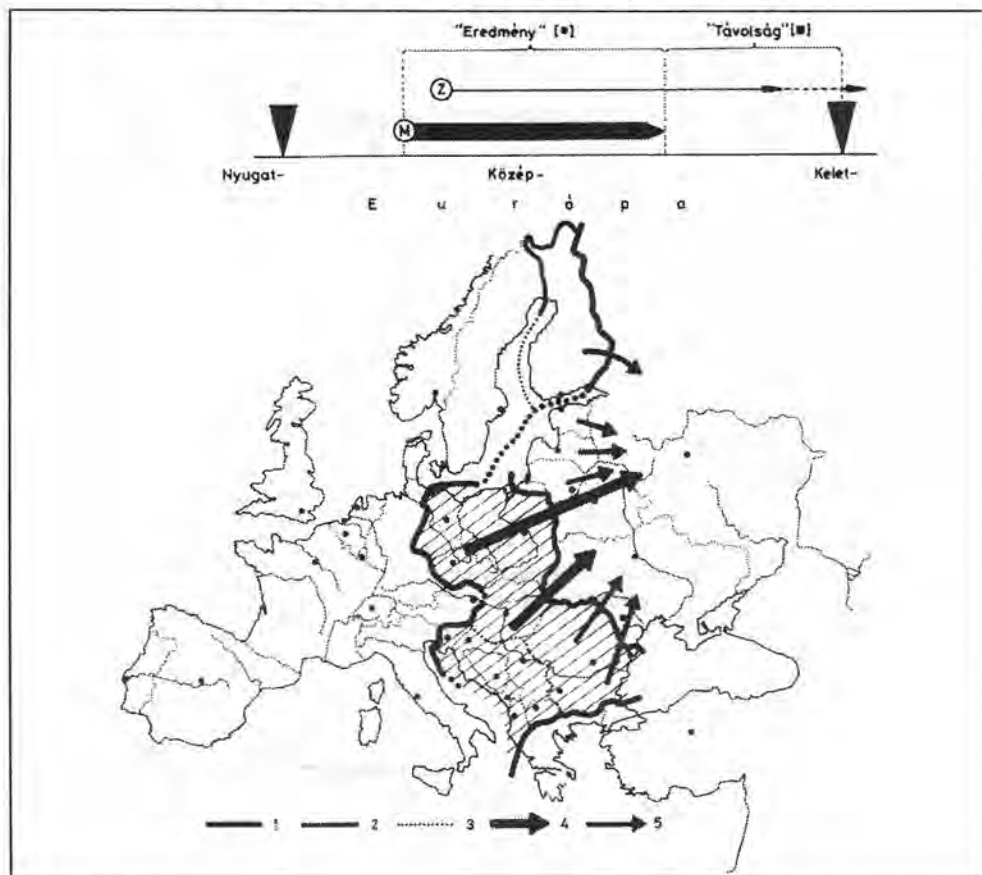 "Eredmény" [▪] "Távolság" [▪]
Z
M
Nyugat- Közép- Kelet-
E u r ó p a
1 2 3 4 5